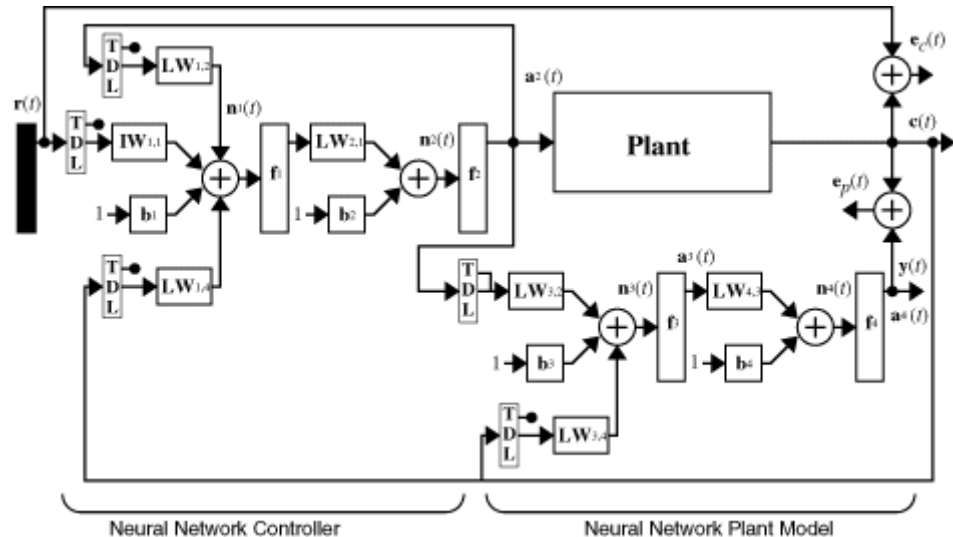 T
D
L
LW1,2
r(t)
n1(t)
T
D
L
IW1,1
1
b1
f1
LW2,1
1
b2
n2(t)
f2
a2(t)
Plant
ec(t)
c(t)
ep(t)
T
D
L
LW1,4
T
D
L
LW3,2
1
b3
n3(t)
f3
a3(t)
LW4,3
1
b4
n4(t)
f4
y(t)
a4(t)
T
D
L
LW3,4
Neural Network Controller
Neural Network Plant Model